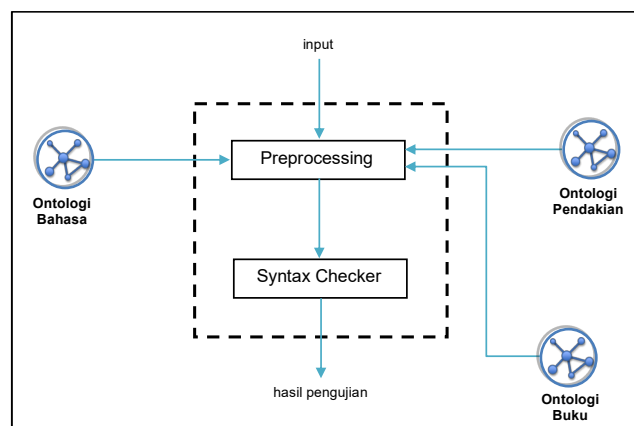 input
Preprocessing
Ontologi
Bahasa
Ontologi
Pendakian
Syntax Checker
hasil pengujian
Ontologi
Buku